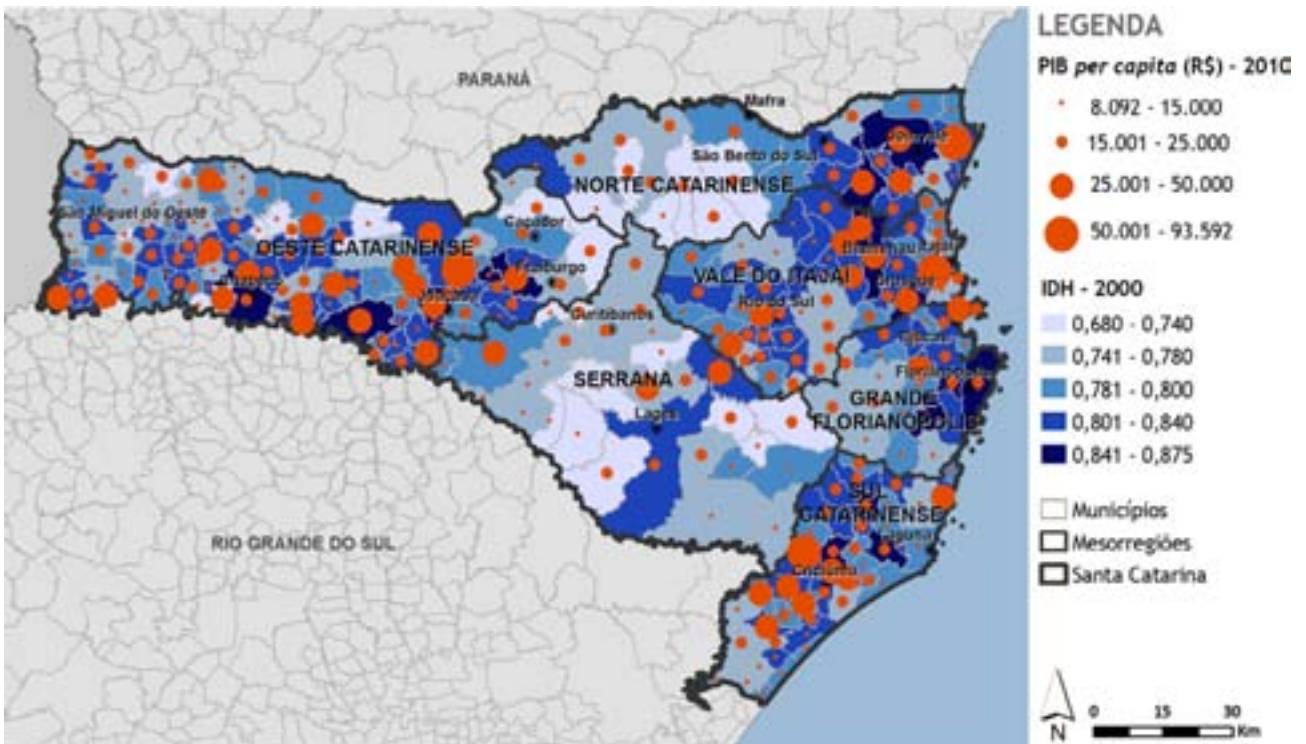 PARANÁ
Mafra
São Bento do Sul
NORTE CATARINENSE
São Miguel do Oeste
Caçador
OESTE CATARINENSE
Blumenau
Itajaí
VALE DO ITAJAÍ
Rio do Sul
Curitibanos
SERRANA
GRANDE
FLORIANÓPOLIS
Lages
SUL
CATARINENSE
Laguna
RIO GRANDE DO SUL
Criciúma
LEGENDA
PIB per capita (R$) - 2010
8.092 - 15.000
15.001 - 25.000
25.001 - 50.000
50.001 - 93.592
IDH - 2000
0,680 - 0,740
0,741 - 0,780
0,781 - 0,800
0,801 - 0,840
0,841 - 0,875
Municípios
Mesorregiões
Santa Catarina
N
0 15 30
Km